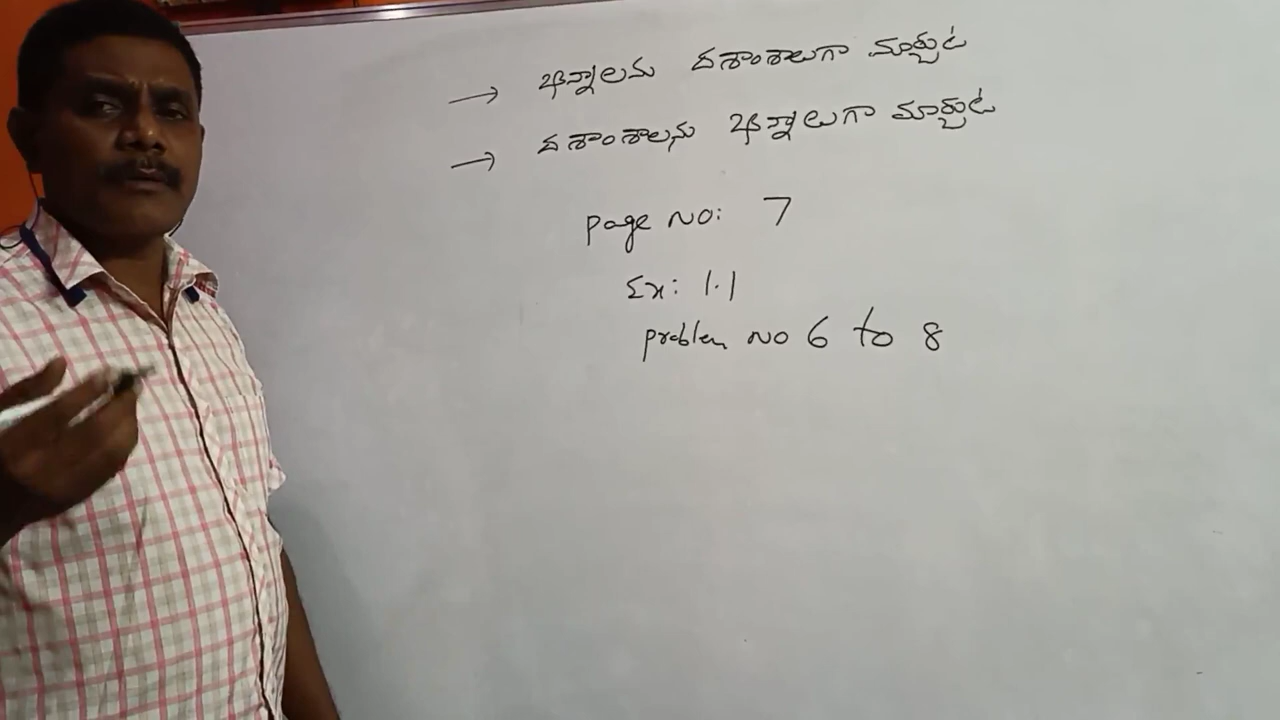 → భిన్నాలను దశాంశాలుగా మార్చుట
→ దశాంశాలను భిన్నాలుగా మార్చుట
page no: 7
Ex: 1.1
problem no 6 to 8